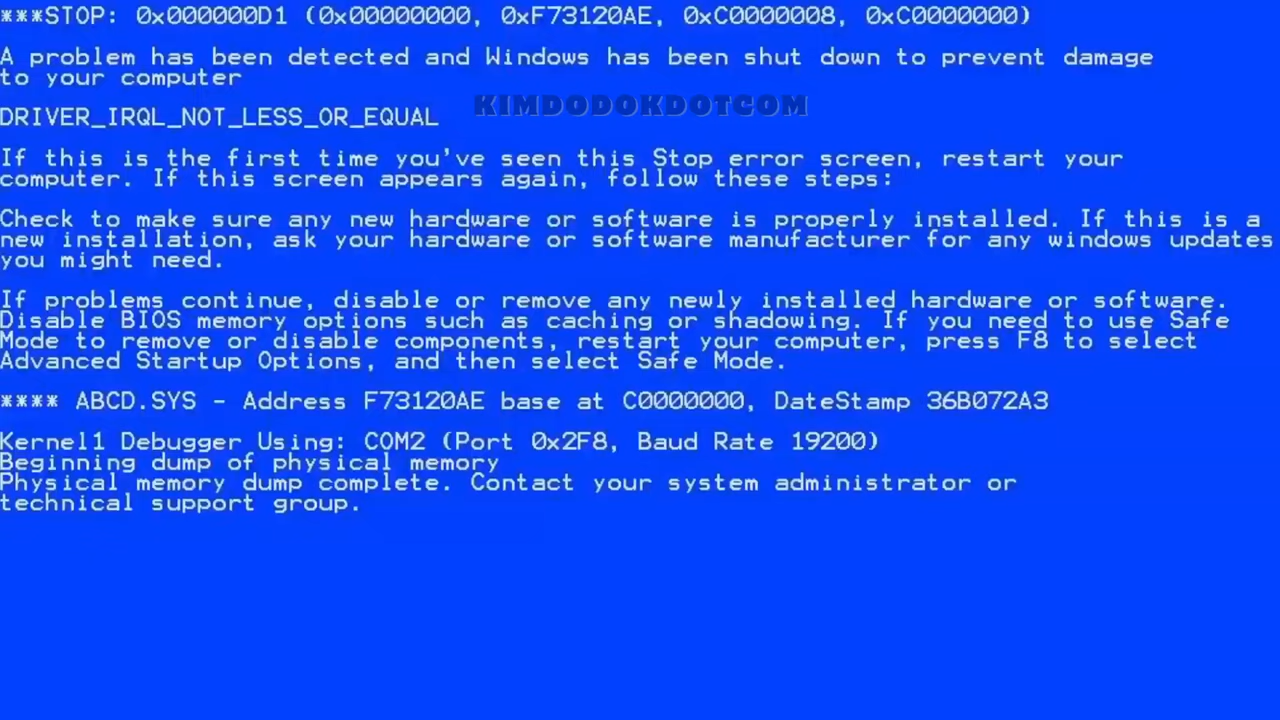 ***STOP: 0x000000D1 (0x00000000, 0xF73120AE, 0xC0000008, 0xC0000000)
A problem has been detected and Windows has been shut down to prevent damage
to your computer
KIMDODOKDOTCOM
DRIVER_IRQL_NOT_LESS_OR_EQUAL
If this is the first time you've seen this Stop error screen, restart your
computer. If this screen appears again, follow these steps:
Check to make sure any new hardware or software is properly installed. If this is a
new installation, ask your hardware or software manufacturer for any windows updates
you might need.
If problems continue, disable or remove any newly installed hardware or software.
Disable BIOS memory options such as caching or shadowing. If you need to use Safe
Mode to remove or disable components, restart your computer, press F8 to select
Advanced Startup Options, and then select Safe Mode.
**** ABCD.SYS - Address F73120AE base at C0000000, DateStamp 36B072A3
Kernel1 Debugger Using: COM2 (Port 0x2F8, Baud Rate 19200)
Beginning dump of physical memory
Physical memory dump complete. Contact your system administrator or
technical support group.